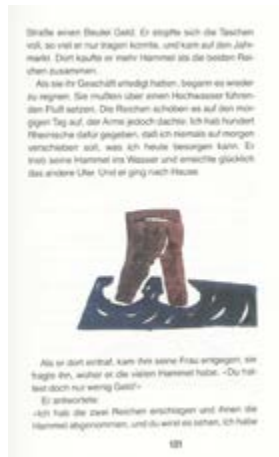 Straße einen Beutel Geld. Er stopfte sich die Taschen
voll, so viel er nur tragen konnte, und kam auf den Jahr-
markt. Dort kaufte er mehr Hammel als die beiden Rei-
chen zusammen.
Als sie ihr Geschäft erledigt hatten, begann es wieder
zu regnen. Sie mußten über einen Hochwasser führen-
den Fluß setzen. Die Reichen schoben es auf den mor-
gigen Tag auf, der Arme jedoch dachte: Ich hab hundert
Rheinische dafür gegeben, daß ich niemals auf morgen
verschieben soll, was ich heute besorgen kann. Er
trieb seine Hammel ins Wasser und erreichte glücklich
das andere Ufer. Und er ging nach Hause.
Als er dort eintraf, kam ihm seine Frau entgegen, sie
fragte ihn, woher er die vielen Hammel habe. «Du hat-
test doch nur wenig Geld!»
Er antwortete:
«Ich hab die zwei Reichen erschlagen und ihnen die
Hammel abgenommen, und du wirst es sehen, ich habe